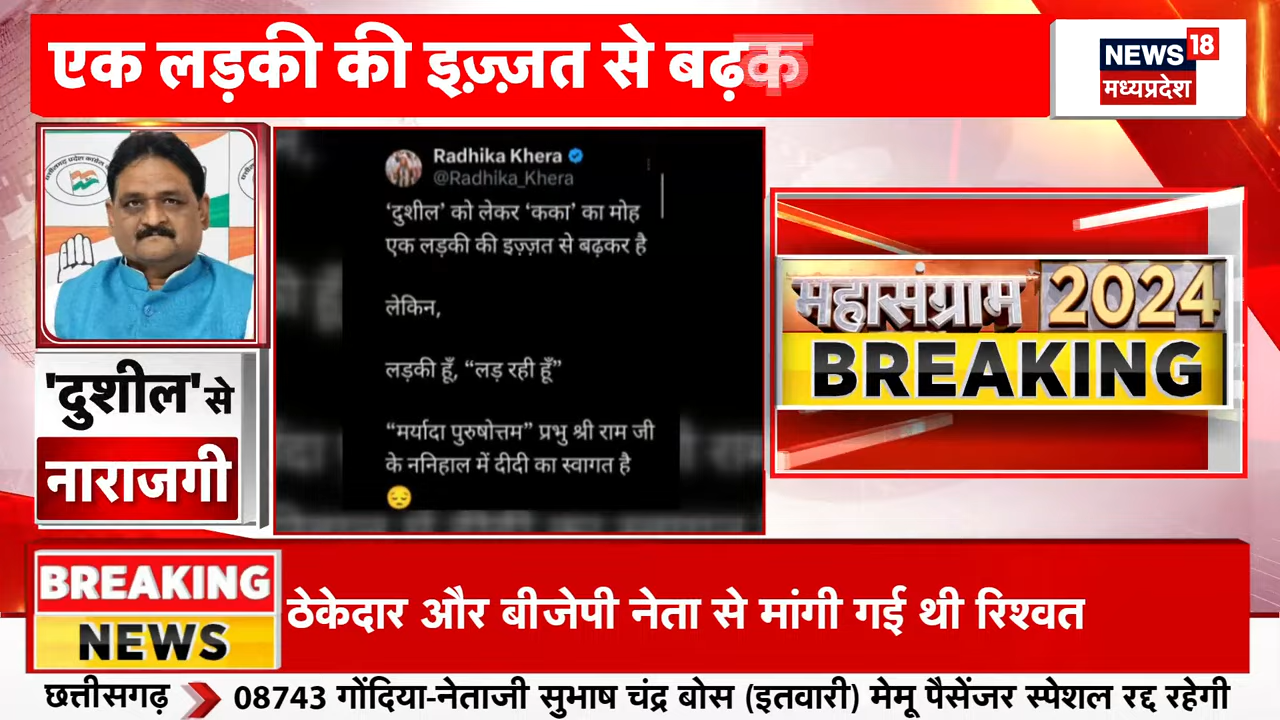 एक लड़की की इज़्ज़त से बढ़क
NEWS 18
मध्यप्रदेश
Radhika Khera
@Radhika_Khera
‘दुशील’ को लेकर ‘कका’ का मोह
एक लड़की की इज़्ज़त से बढ़कर है
लेकिन,
लड़की हूँ, “लड़ रही हूँ”
“मर्यादा पुरुषोत्तम” प्रभु श्री राम जी
के ननिहाल में दीदी का स्वागत है
😔
'दुशील' से
नाराजगी
महासंग्राम 2024
BREAKING
BREAKING
NEWS
ठेकेदार और बीजेपी नेता से मांगी गई थी रिश्वत
छत्तीसगढ़ 08743 गोंदिया-नेताजी सुभाष चंद्र बोस (इतवारी) मेमू पैसेंजर स्पेशल रद्द रहेगी